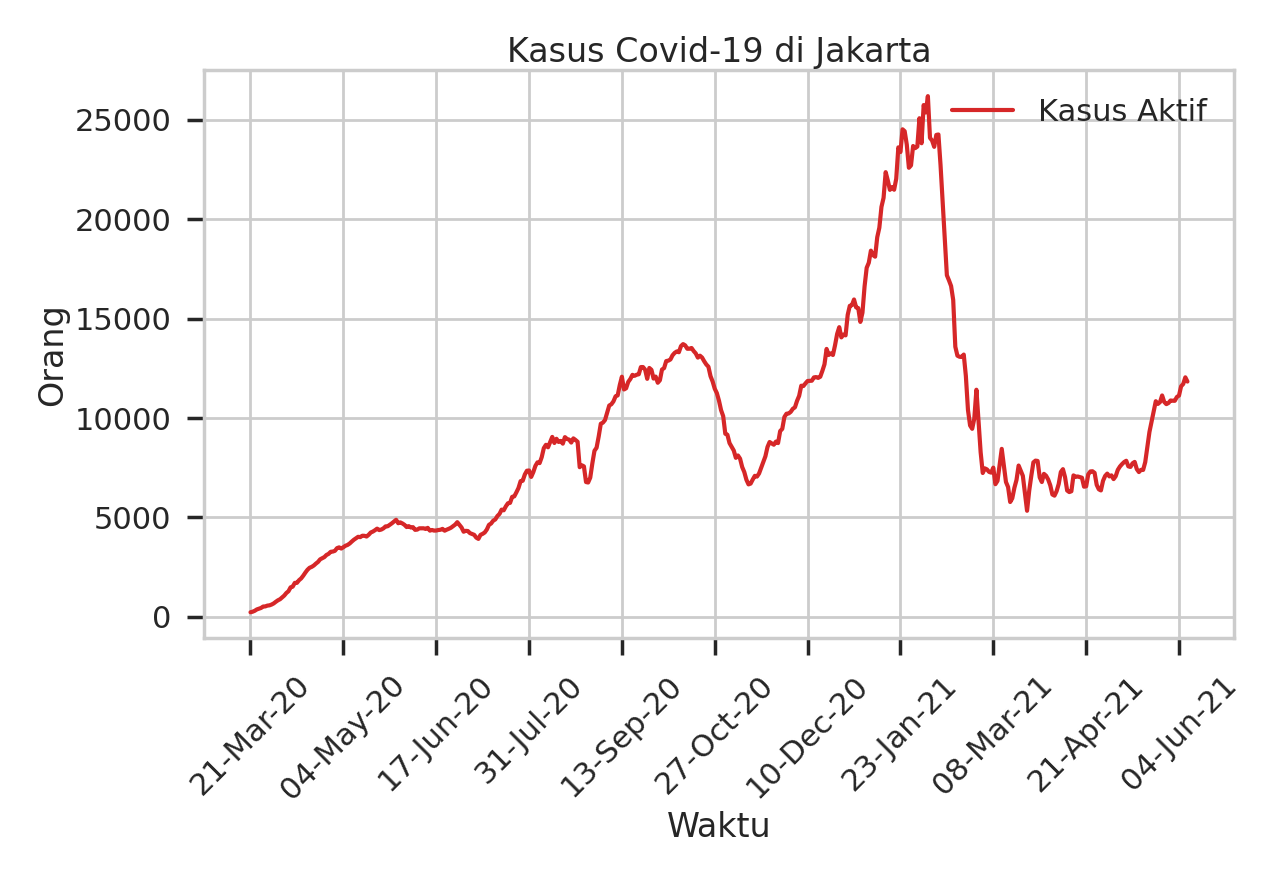 Kasus Covid-19 di Jakarta
Kasus Aktif
25000
20000
15000
10000
5000
0
Orang
21-Mar-20
04-May-20
17-Jun-20
31-Jul-20
13-Sep-20
27-Oct-20
10-Dec-20
23-Jan-21
08-Mar-21
21-Apr-21
04-Jun-21
Waktu